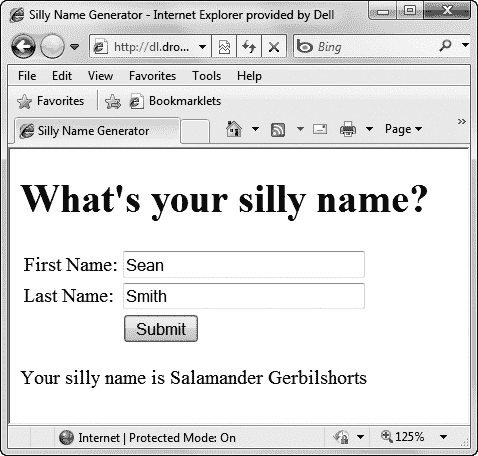 Silly Name Generator - Internet Explorer provided by Dell
http://dl.dro...
Bing
File Edit View Favorites Tools Help
Favorites Bookmarklets
Silly Name Generator Page »
What's your silly name?
First Name: Sean
Last Name: Smith
Submit
Your silly name is Salamander Gerbilshorts
Internet | Protected Mode: On 125%